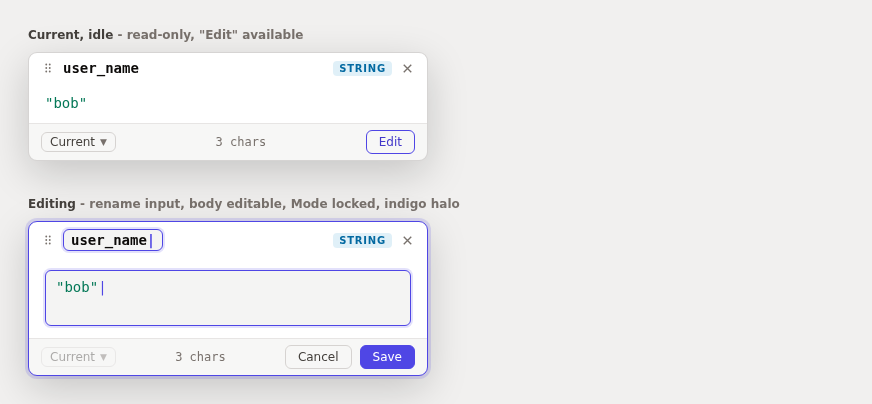 Current, idle - read-only, "Edit" available
user_name STRING ×
"bob"
Current ▼ 3 chars Edit
Editing - rename input, body editable, Mode locked, indigo halo
user_name| STRING ×
"bob"|
Current ▼ 3 chars Cancel Save